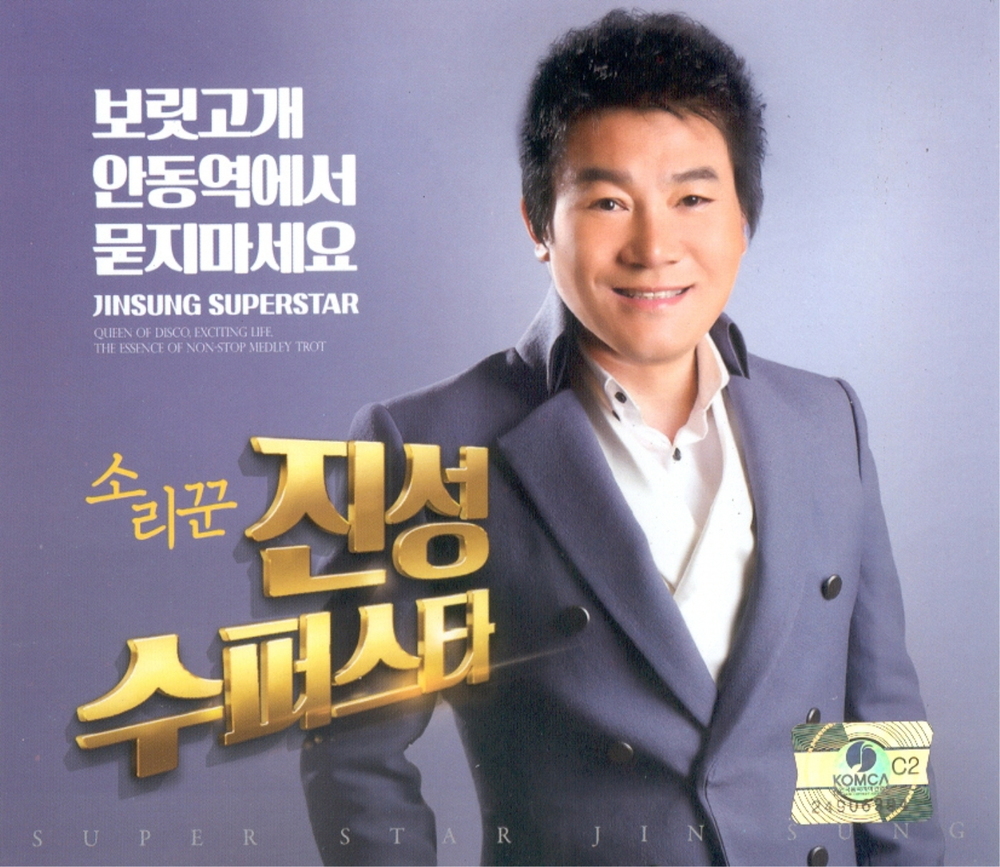 보릿고개
안동역에서
묻지마세요
JINSUNG SUPERSTAR
QUEEN OF DISCO, EXCITING LIFE,
THE ESSENCE OF NON-STOP MEDLEY TROT
소리꾼
진성
수퍼스타
KOMCA
C2
SUPER STAR JIN SUNG